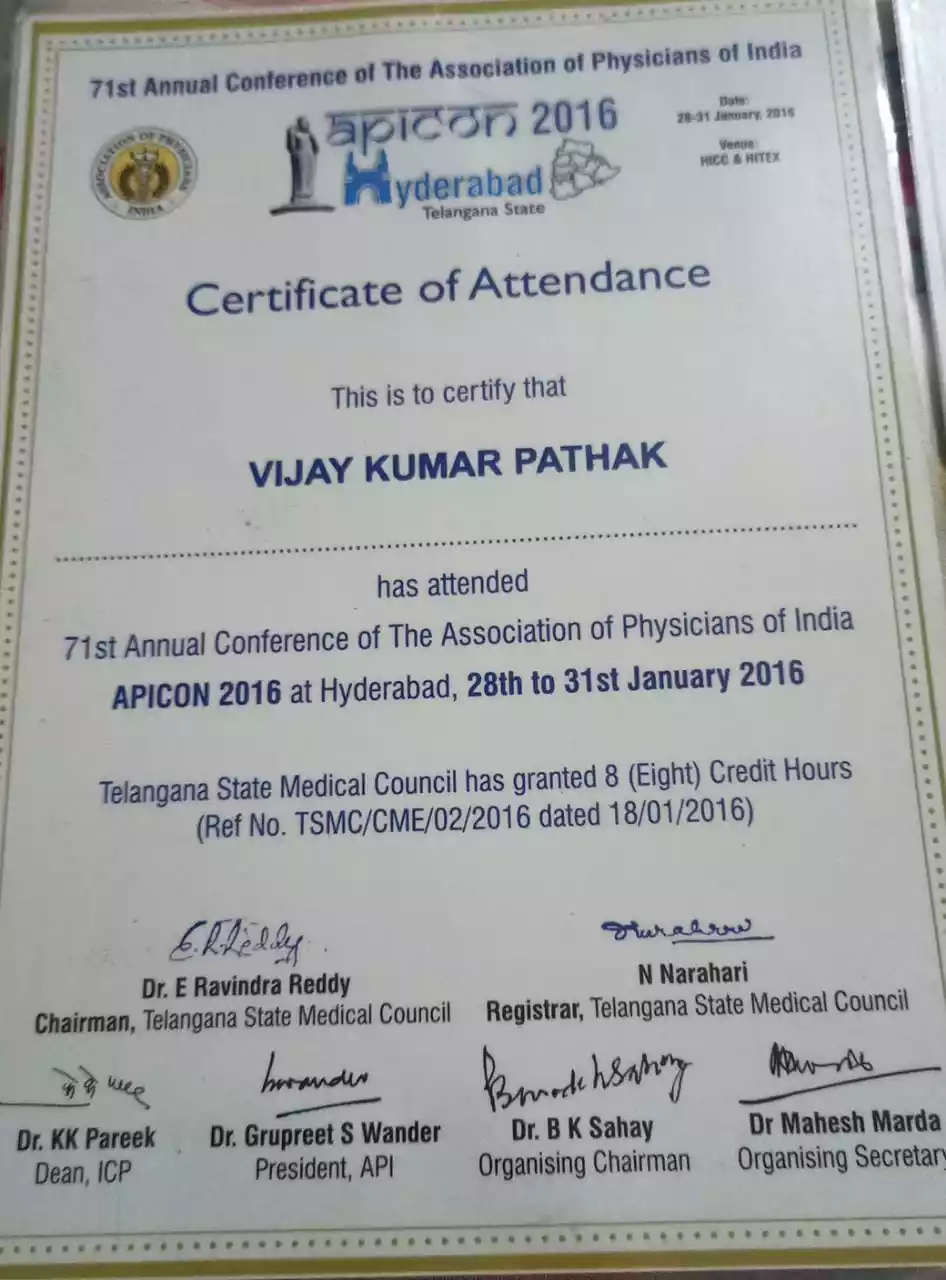 71st Annual Conference of The Association of Physicians of India
apicon 2016
Hyderabad
Telangana State
Date:
28-31 January, 2016
Venue:
HICC & HITEX
ASSOCIATION OF PHYSICIANS
INDIA
Certificate of Attendance
This is to certify that
VIJAY KUMAR PATHAK
has attended
71st Annual Conference of The Association of Physicians of India
APICON 2016 at Hyderabad, 28th to 31st January 2016
Telangana State Medical Council has granted 8 (Eight) Credit Hours
(Ref No. TSMC/CME/02/2016 dated 18/01/2016)
E.R.Reddy
Dr. E Ravindra Reddy
Chairman, Telangana State Medical Council
N Narahari
Registrar, Telangana State Medical Council
Dr. KK Pareek
Dean, ICP
Dr. Grupreet S Wander
President, API
Dr. B K Sahay
Organising Chairman
Dr Mahesh Marda
Organising Secretary